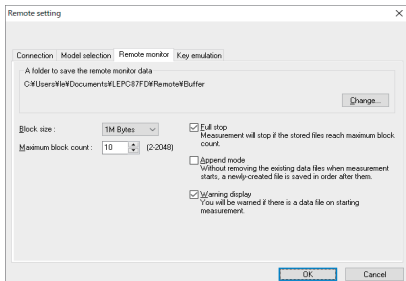 Remote setting
Connection Model selection Remote monitor Key emulation
A folder to save the remote monitor data
C:¥Users¥le¥Documents¥LEPC87FD¥Remote¥Buffer
Change...
Block size : 1M Bytes
Maximum block count : 10 (2-2048)
Full stop
Measurement will stop if the stored files reach maximum block
count.
Append mode
Without removing the existing data files when measurement
starts, a newly-created file is saved in order after them.
Warning display
You will be warned if there is a data file on starting
measurement.
OK Cancel